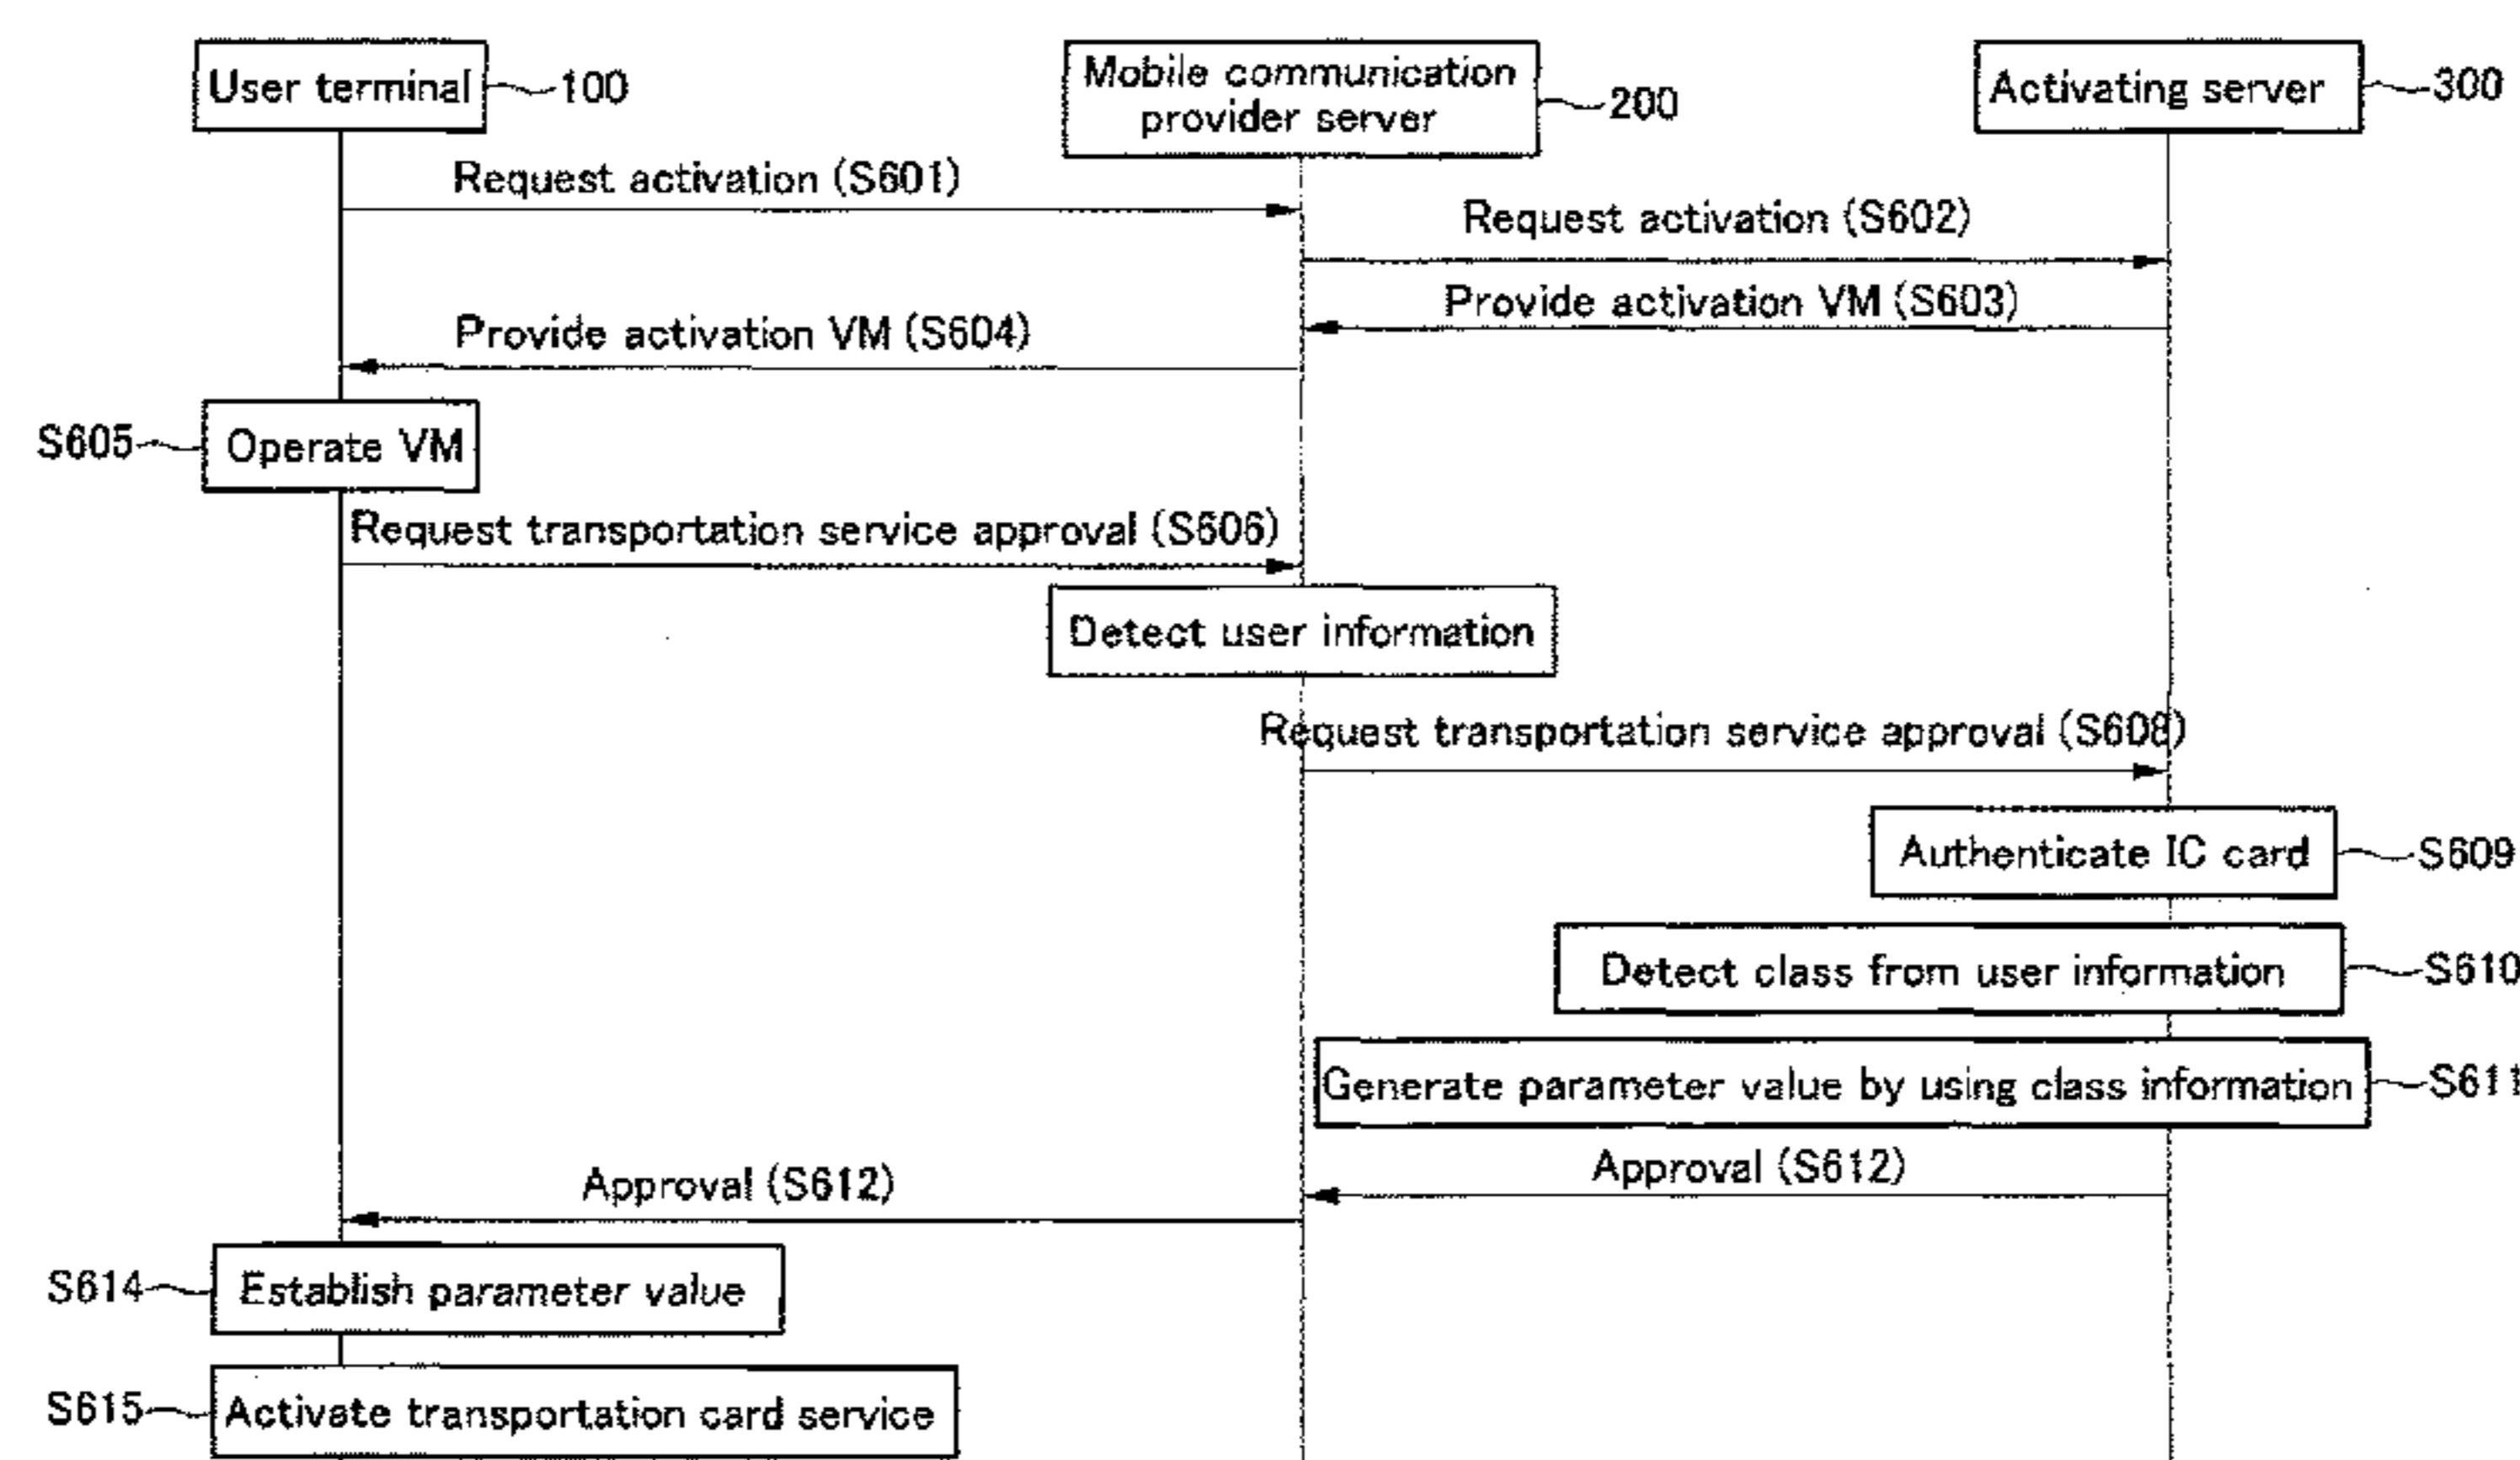 User terminal
100
Mobile communication
provider server
200
Activating server
300
Request activation (S601)
Request activation (S602)
Provide activation VM (S603)
Provide activation VM (S604)
S605
Operate VM
Request transportation service approval (S606)
Detect user information
Request transportation service approval (S608)
Authenticate IC card
S609
Detect class from user information
S610
Generate parameter value by using class information
S611
Approval (S612)
Approval (S612)
S614
Establish parameter value
S615
Activate transportation card service